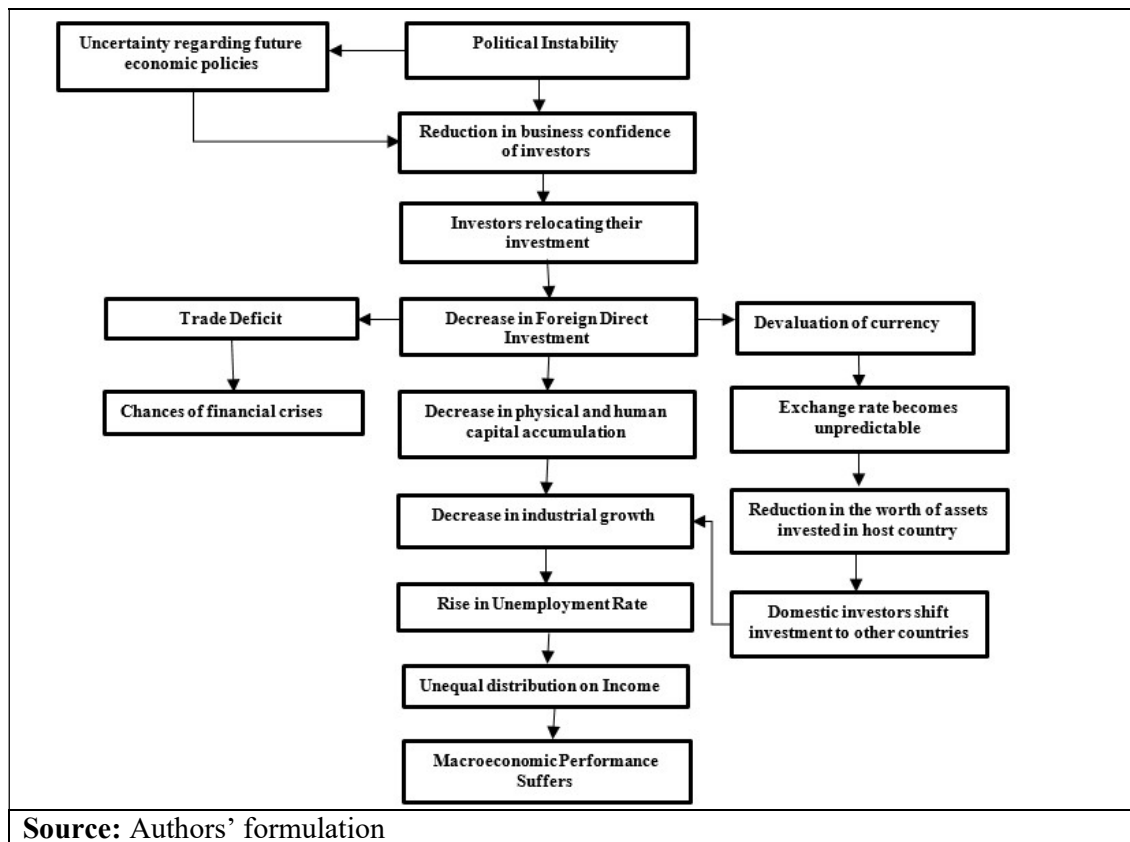 Uncertainty regarding future
economic policies
Political Instability
Reduction in business confidence
of investors
Investors relocating their
investment
Trade Deficit
Decrease in Foreign Direct
Investment
Devaluation of currency
Chances of financial crises
Decrease in physical and human
capital accumulation
Exchange rate becomes
unpredictable
Decrease in industrial growth
Reduction in the worth of assets
invested in host country
Rise in Unemployment Rate
Domestic investors shift
investment to other countries
Unequal distribution on Income
Macroeconomic Performance
Suffers
Source: Authors’ formulation